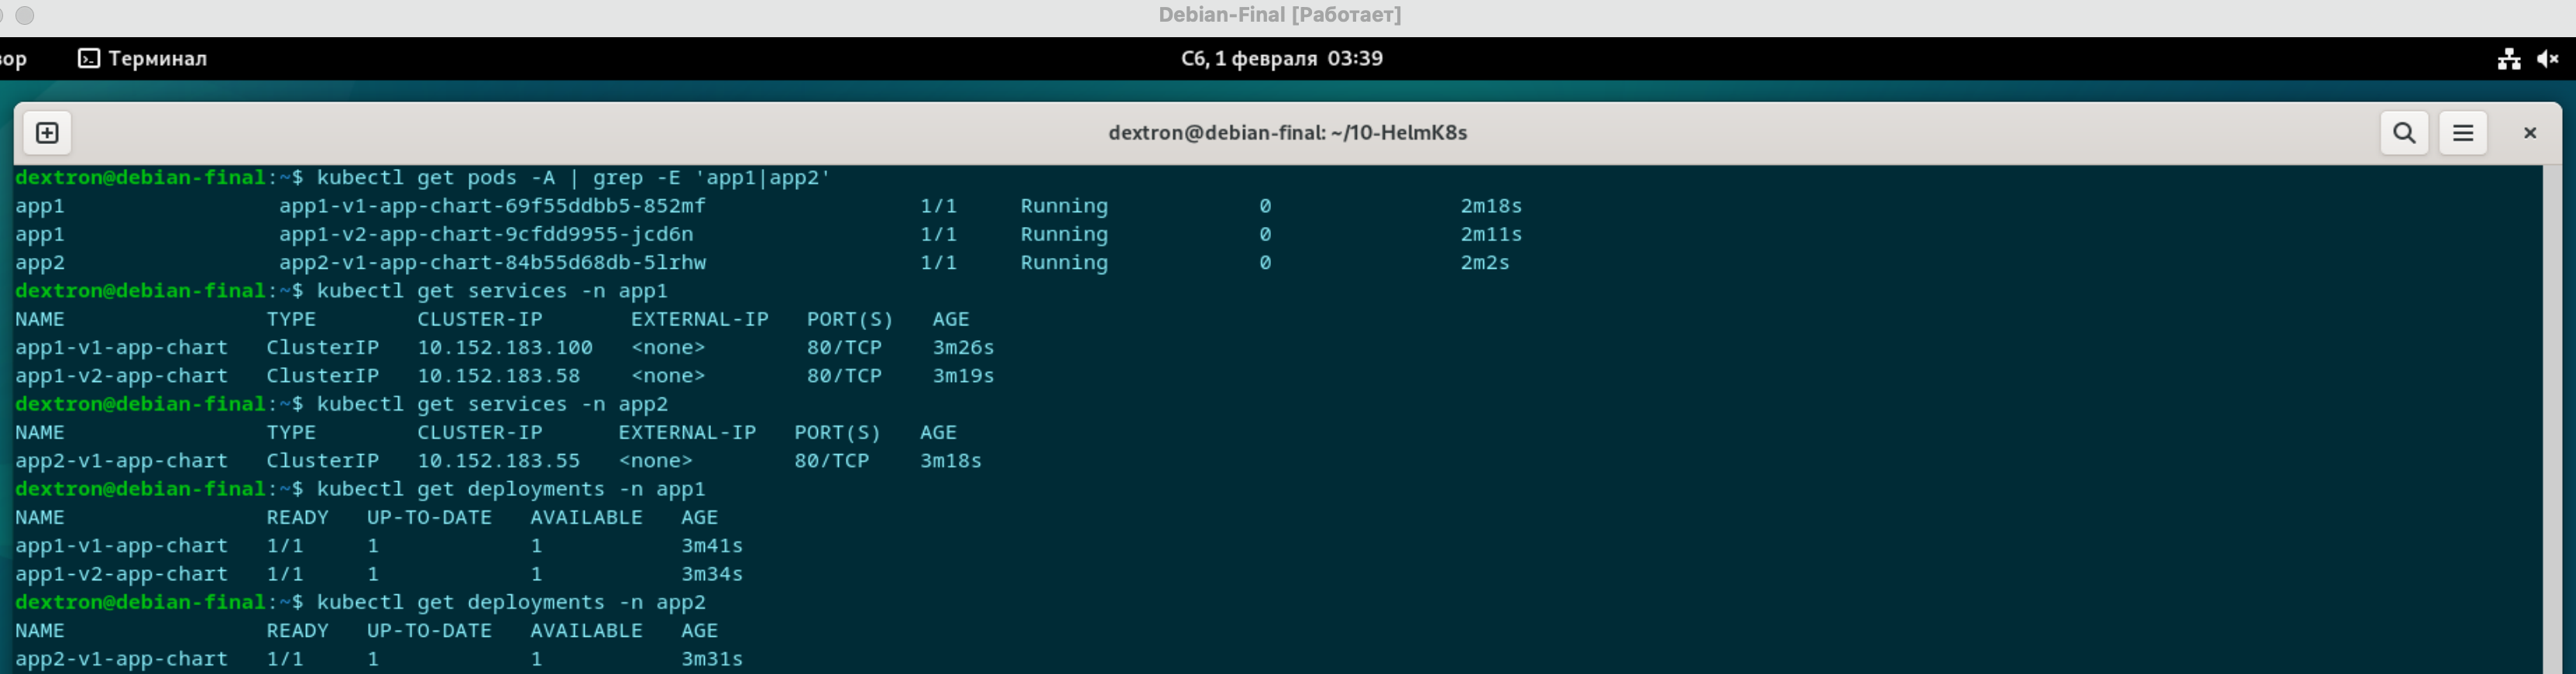 Debian-Final [Работает]
зор Терминал Сб, 1 февраля 03:39
dextron@debian-final: ~/10-HelmK8s
dextron@debian-final:~$ kubectl get pods -A | grep -E 'app1|app2'
app1 app1-v1-app-chart-69f55ddbb5-852mf 1/1 Running 0 2m18s
app1 app1-v2-app-chart-9cfdd9955-jcd6n 1/1 Running 0 2m11s
app2 app2-v1-app-chart-84b55d68db-5lrhw 1/1 Running 0 2m2s
dextron@debian-final:~$ kubectl get services -n app1
NAME TYPE CLUSTER-IP EXTERNAL-IP PORT(S) AGE
app1-v1-app-chart ClusterIP 10.152.183.100 <none> 80/TCP 3m26s
app1-v2-app-chart ClusterIP 10.152.183.58 <none> 80/TCP 3m19s
dextron@debian-final:~$ kubectl get services -n app2
NAME TYPE CLUSTER-IP EXTERNAL-IP PORT(S) AGE
app2-v1-app-chart ClusterIP 10.152.183.55 <none> 80/TCP 3m18s
dextron@debian-final:~$ kubectl get deployments -n app1
NAME READY UP-TO-DATE AVAILABLE AGE
app1-v1-app-chart 1/1 1 1 3m41s
app1-v2-app-chart 1/1 1 1 3m34s
dextron@debian-final:~$ kubectl get deployments -n app2
NAME READY UP-TO-DATE AVAILABLE AGE
app2-v1-app-chart 1/1 1 1 3m31s